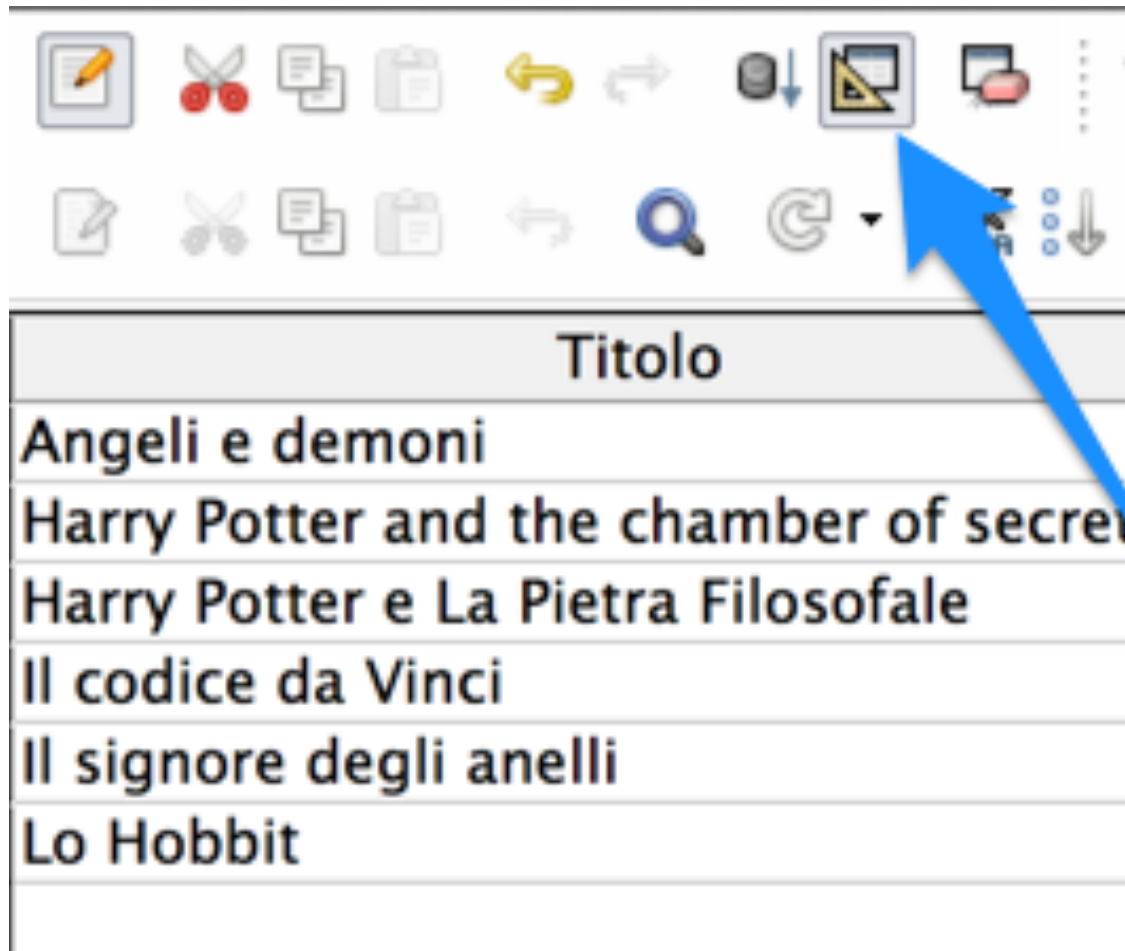 Titolo
Angeli e demoni
Harry Potter and the chamber of
Harry Potter e La Pietra Filosofale
Il codice da Vinci
Il signore degli anelli
Lo Hobbit